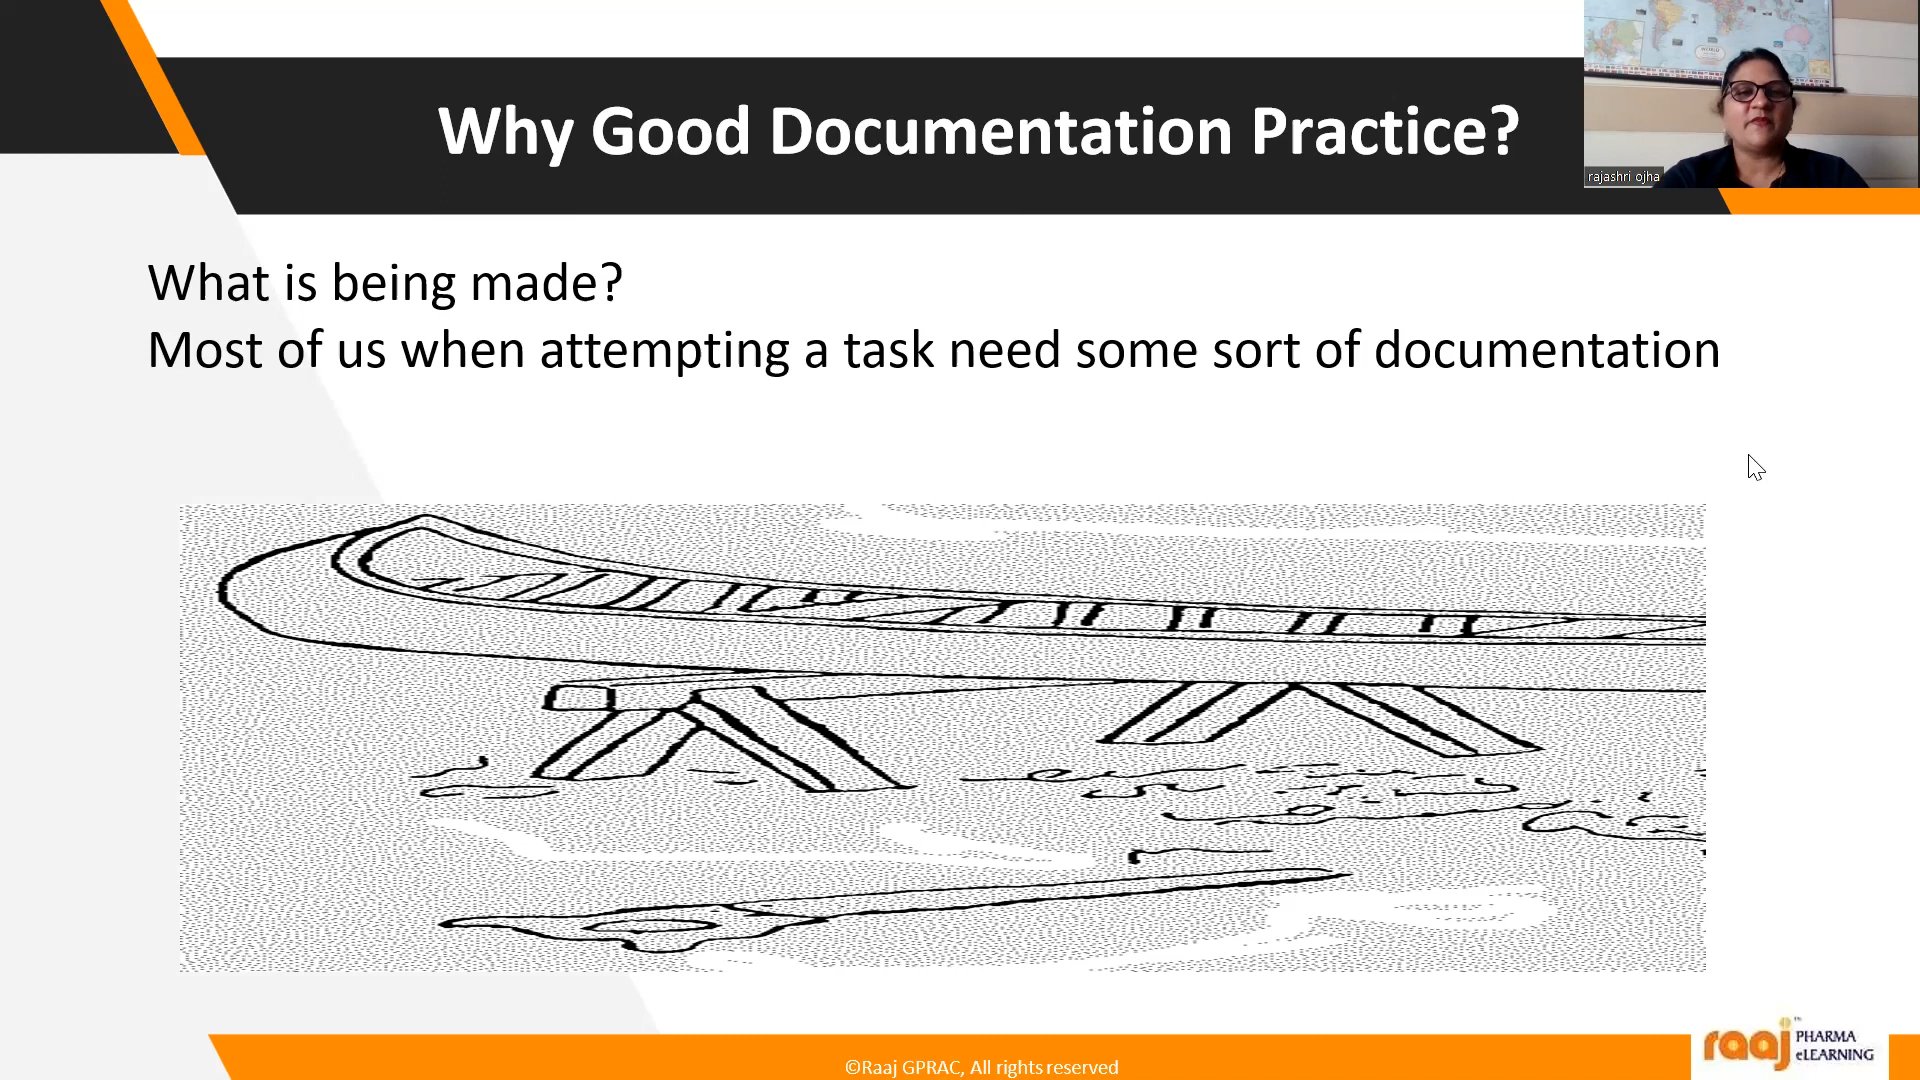 Why Good Documentation Practice?
rajashri ojha
What is being made?
Most of us when attempting a task need some sort of documentation
©Raaj GPRAC, All rights reserved
raaj
PHARMA
eLEARNING